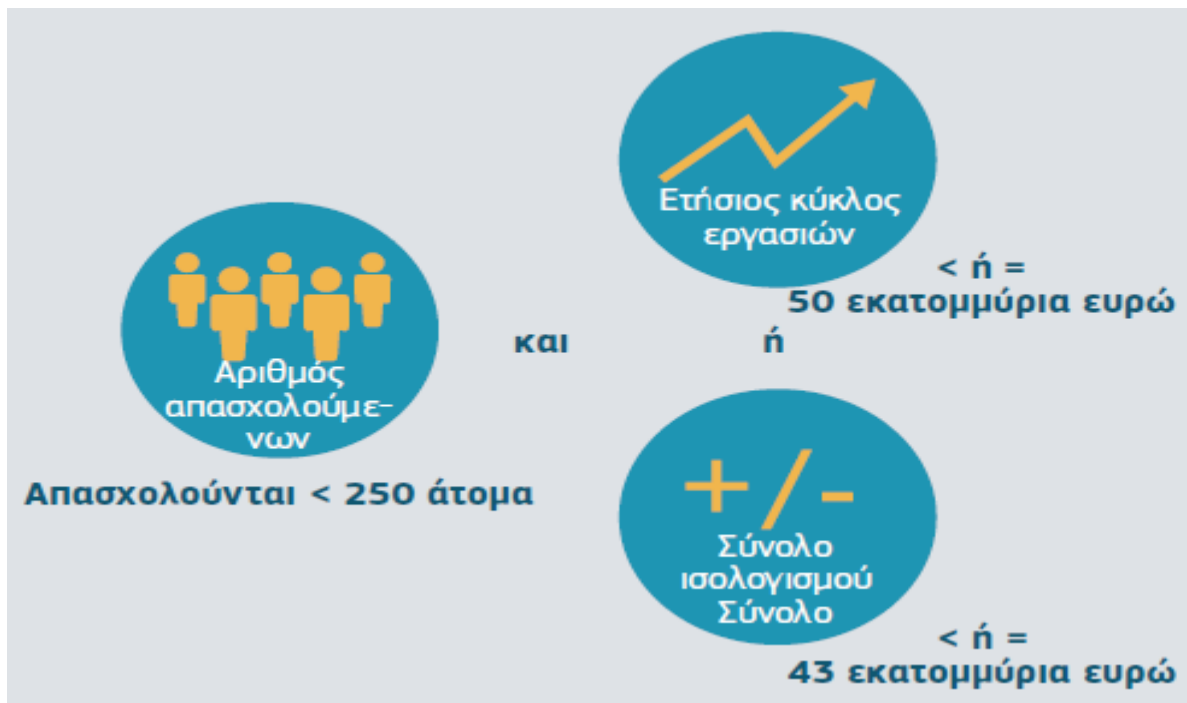 Αριθμός
απασχολούμε-
νων
Απασχολούνται < 250 άτομα
και
Ετήσιος κύκλος
εργασιών
< ή =
50 εκατομμύρια ευρώ
ή
+/-
Σύνολο
ισολογισμού
Σύνολο
< ή =
43 εκατομμύρια ευρώ